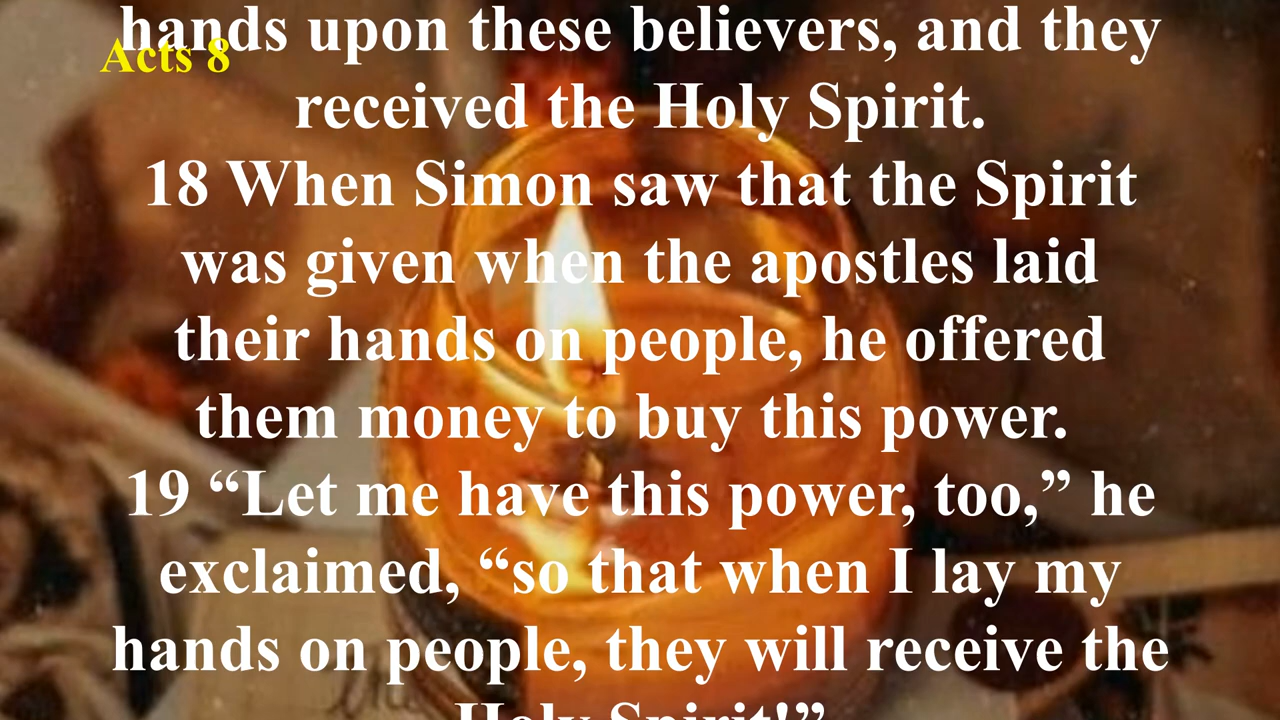 hands upon these believers, and they
Acts 8
received the Holy Spirit.
18 When Simon saw that the Spirit
was given when the apostles laid
their hands on people, he offered
them money to buy this power.
19 “Let me have this power, too,” he
exclaimed, “so that when I lay my
hands on people, they will receive the
Holy Spirit!”